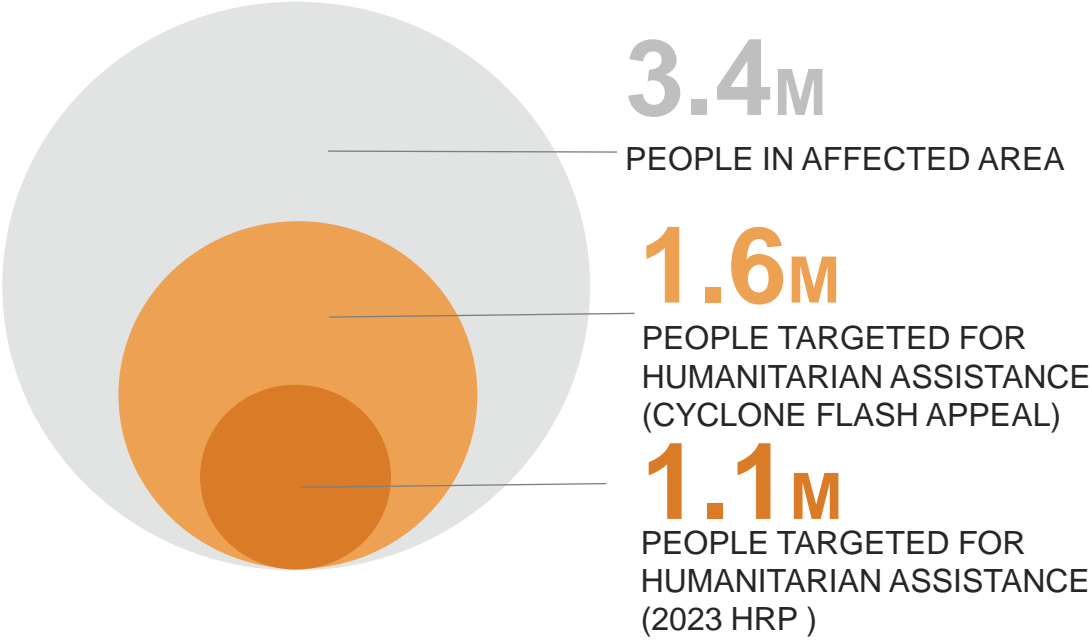 3.4M
PEOPLE IN AFFECTED AREA
1.6M
PEOPLE TARGETED FOR
HUMANITARIAN ASSISTANCE
(CYCLONE FLASH APPEAL)
1.1M
PEOPLE TARGETED FOR
HUMANITARIAN ASSISTANCE
(2023 HRP )